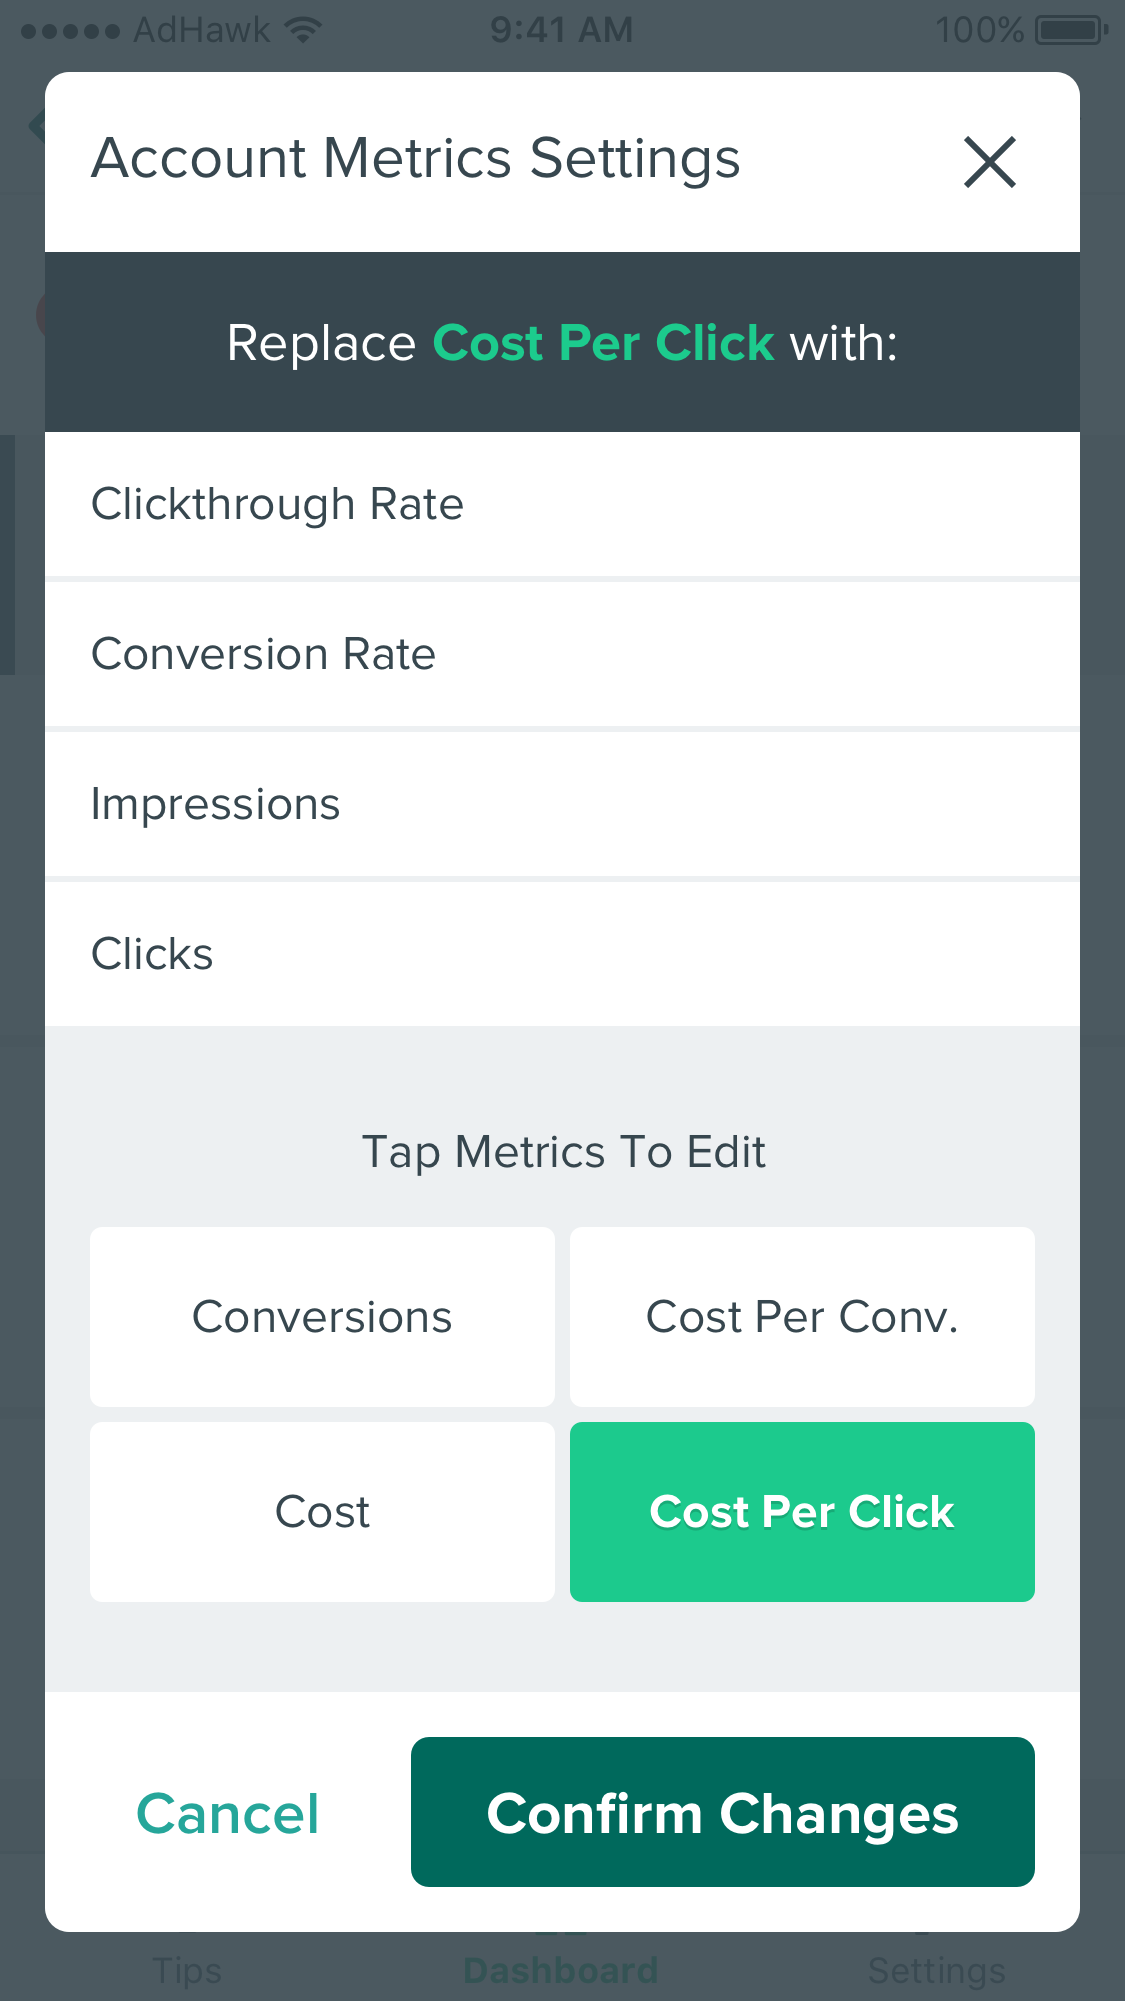 AdHawk 9:41 AM 100%
Account Metrics Settings
Replace Cost Per Click with:
Clickthrough Rate
Conversion Rate
Impressions
Clicks
Tap Metrics To Edit
Conversions Cost Per Conv.
Cost Cost Per Click
Cancel Confirm Changes
Tips Dashboard Settings